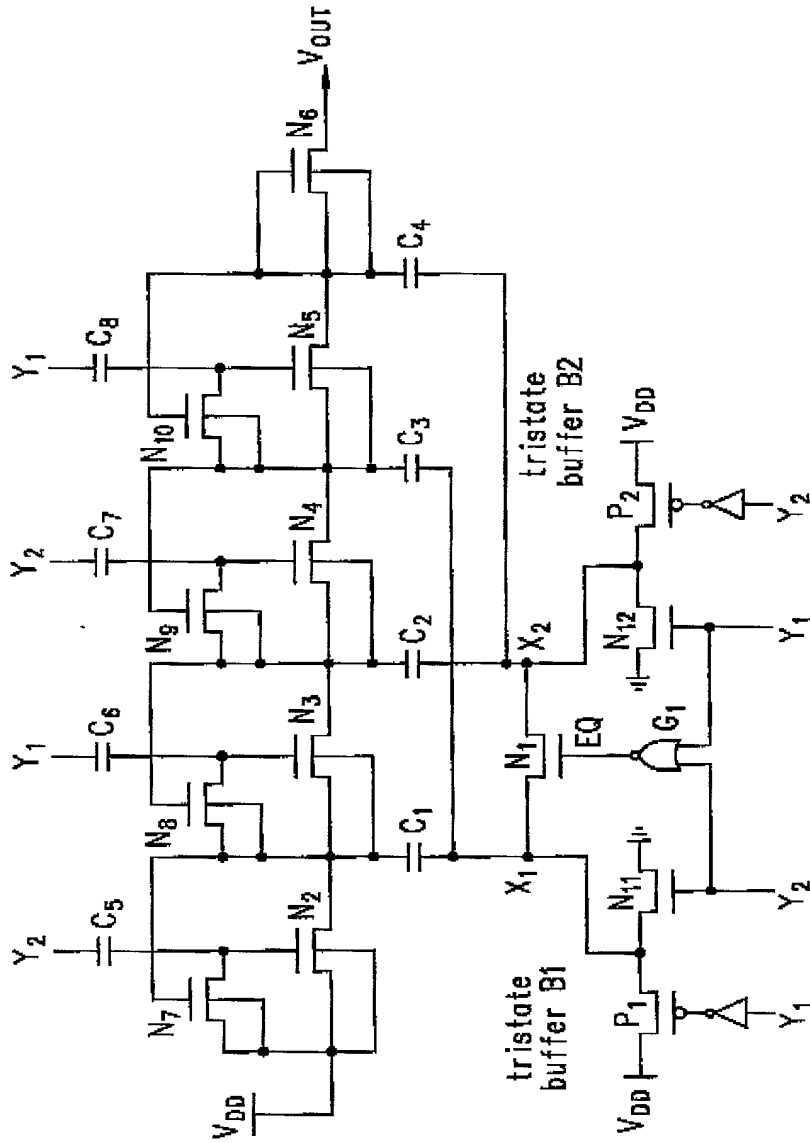 Y₂ Y₁ Y₂ Y₁
C₅ C₆ C₇ C₈
N₇ N₈ N₉ N₁₀
N₂ N₃ N₄ N₅ N₆
V_DD V_OUT
C₁ C₂ C₃ C₄
X₁ N₁ X₂
EQ
tristate
buffer B1
tristate
buffer B2
V_DD P₁ N₁₁ G₁ N₁₂ P₂ V_DD
Y₁ Y₂ Y₁ Y₂